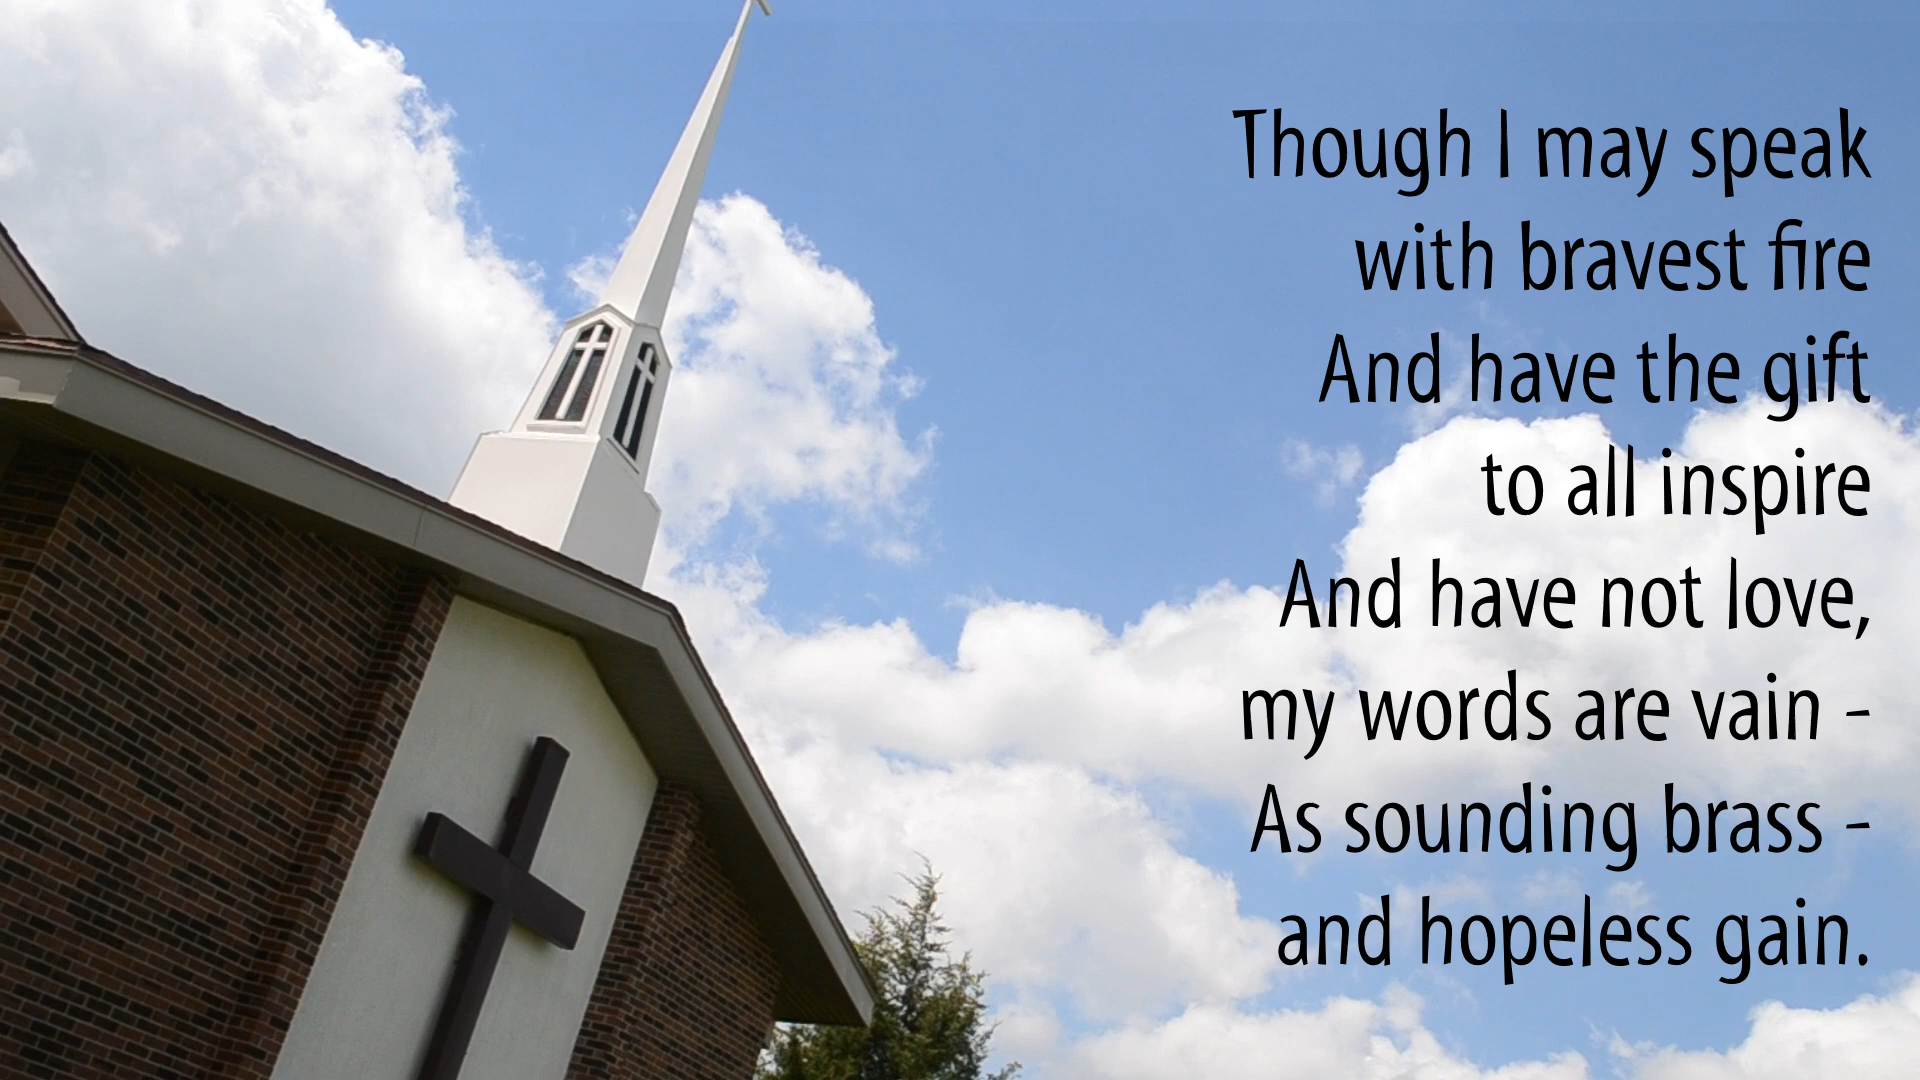 Though I may speak
with bravest fire
And have the gift
to all inspire
And have not love,
my words are vain -
As sounding brass -
and hopeless gain.